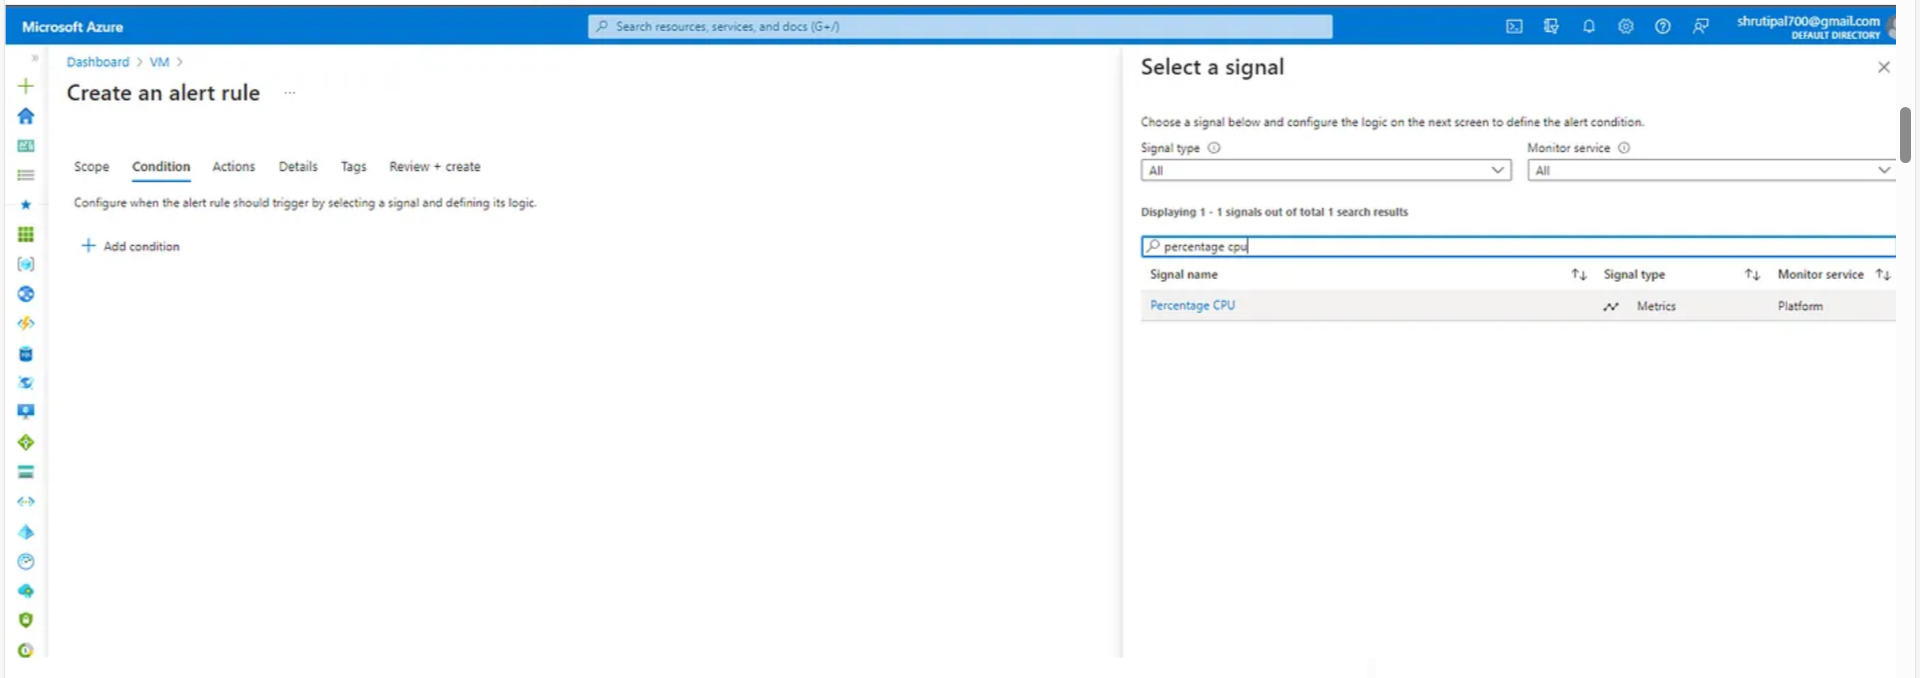 Microsoft Azure
Search resources, services, and docs (G+/)
shrutipal700@gmail.com
DEFAULT DIRECTORY
Dashboard > VM >
Create an alert rule ...
Scope Condition Actions Details Tags Review + create
Configure when the alert rule should trigger by selecting a signal and defining its logic.
+ Add condition
Select a signal
Choose a signal below and configure the logic on the next screen to define the alert condition.
Signal type Monitor service
All All
Displaying 1 - 1 signals out of total 1 search results
percentage cpu
Signal name Signal type Monitor service
Percentage CPU Metrics Platform